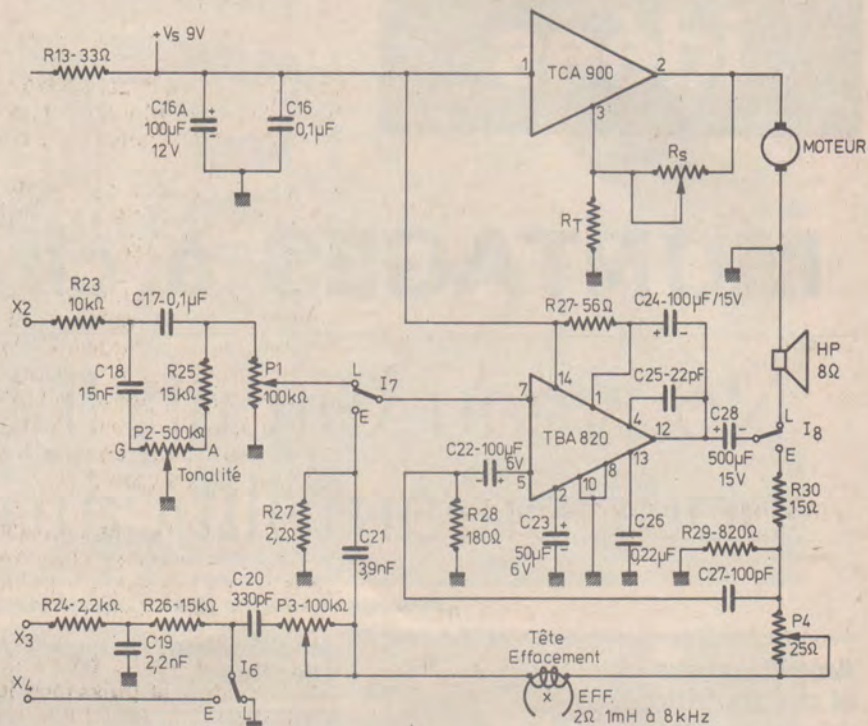 +Vs 9V
R13-33Ω
C16A
100µF
12V
C16
0,1µF
1
TCA 900
2
3
MOTEUR
Rs
RT
X2
R23
10kΩ
C17-0,1µF
C18
15nF
R25
15kΩ
P1
100kΩ
P2-500kΩ
G
A
Tonalité
L
I7
E
R27-56Ω
C24-100µF/15V
C25-22pF
7
14
1
4
TBA 820
12
13
5
2
10
8
C22-100µF
6V
R28
180Ω
C23
50µF
6V
C26
0,22µF
C28
500µF
15V
HP
8Ω
L
I8
E
R30
15Ω
R29-820Ω
C27-100pF
P4
25Ω
R27
2,2Ω
C21
3,9nF
C20
330pF
P3-100kΩ
R24-2,2kΩ
R26-15kΩ
X3
C19
2,2nF
I6
X4
E
L
Tête
Effacement
X
EFF.
2Ω 1mH à 8kHz